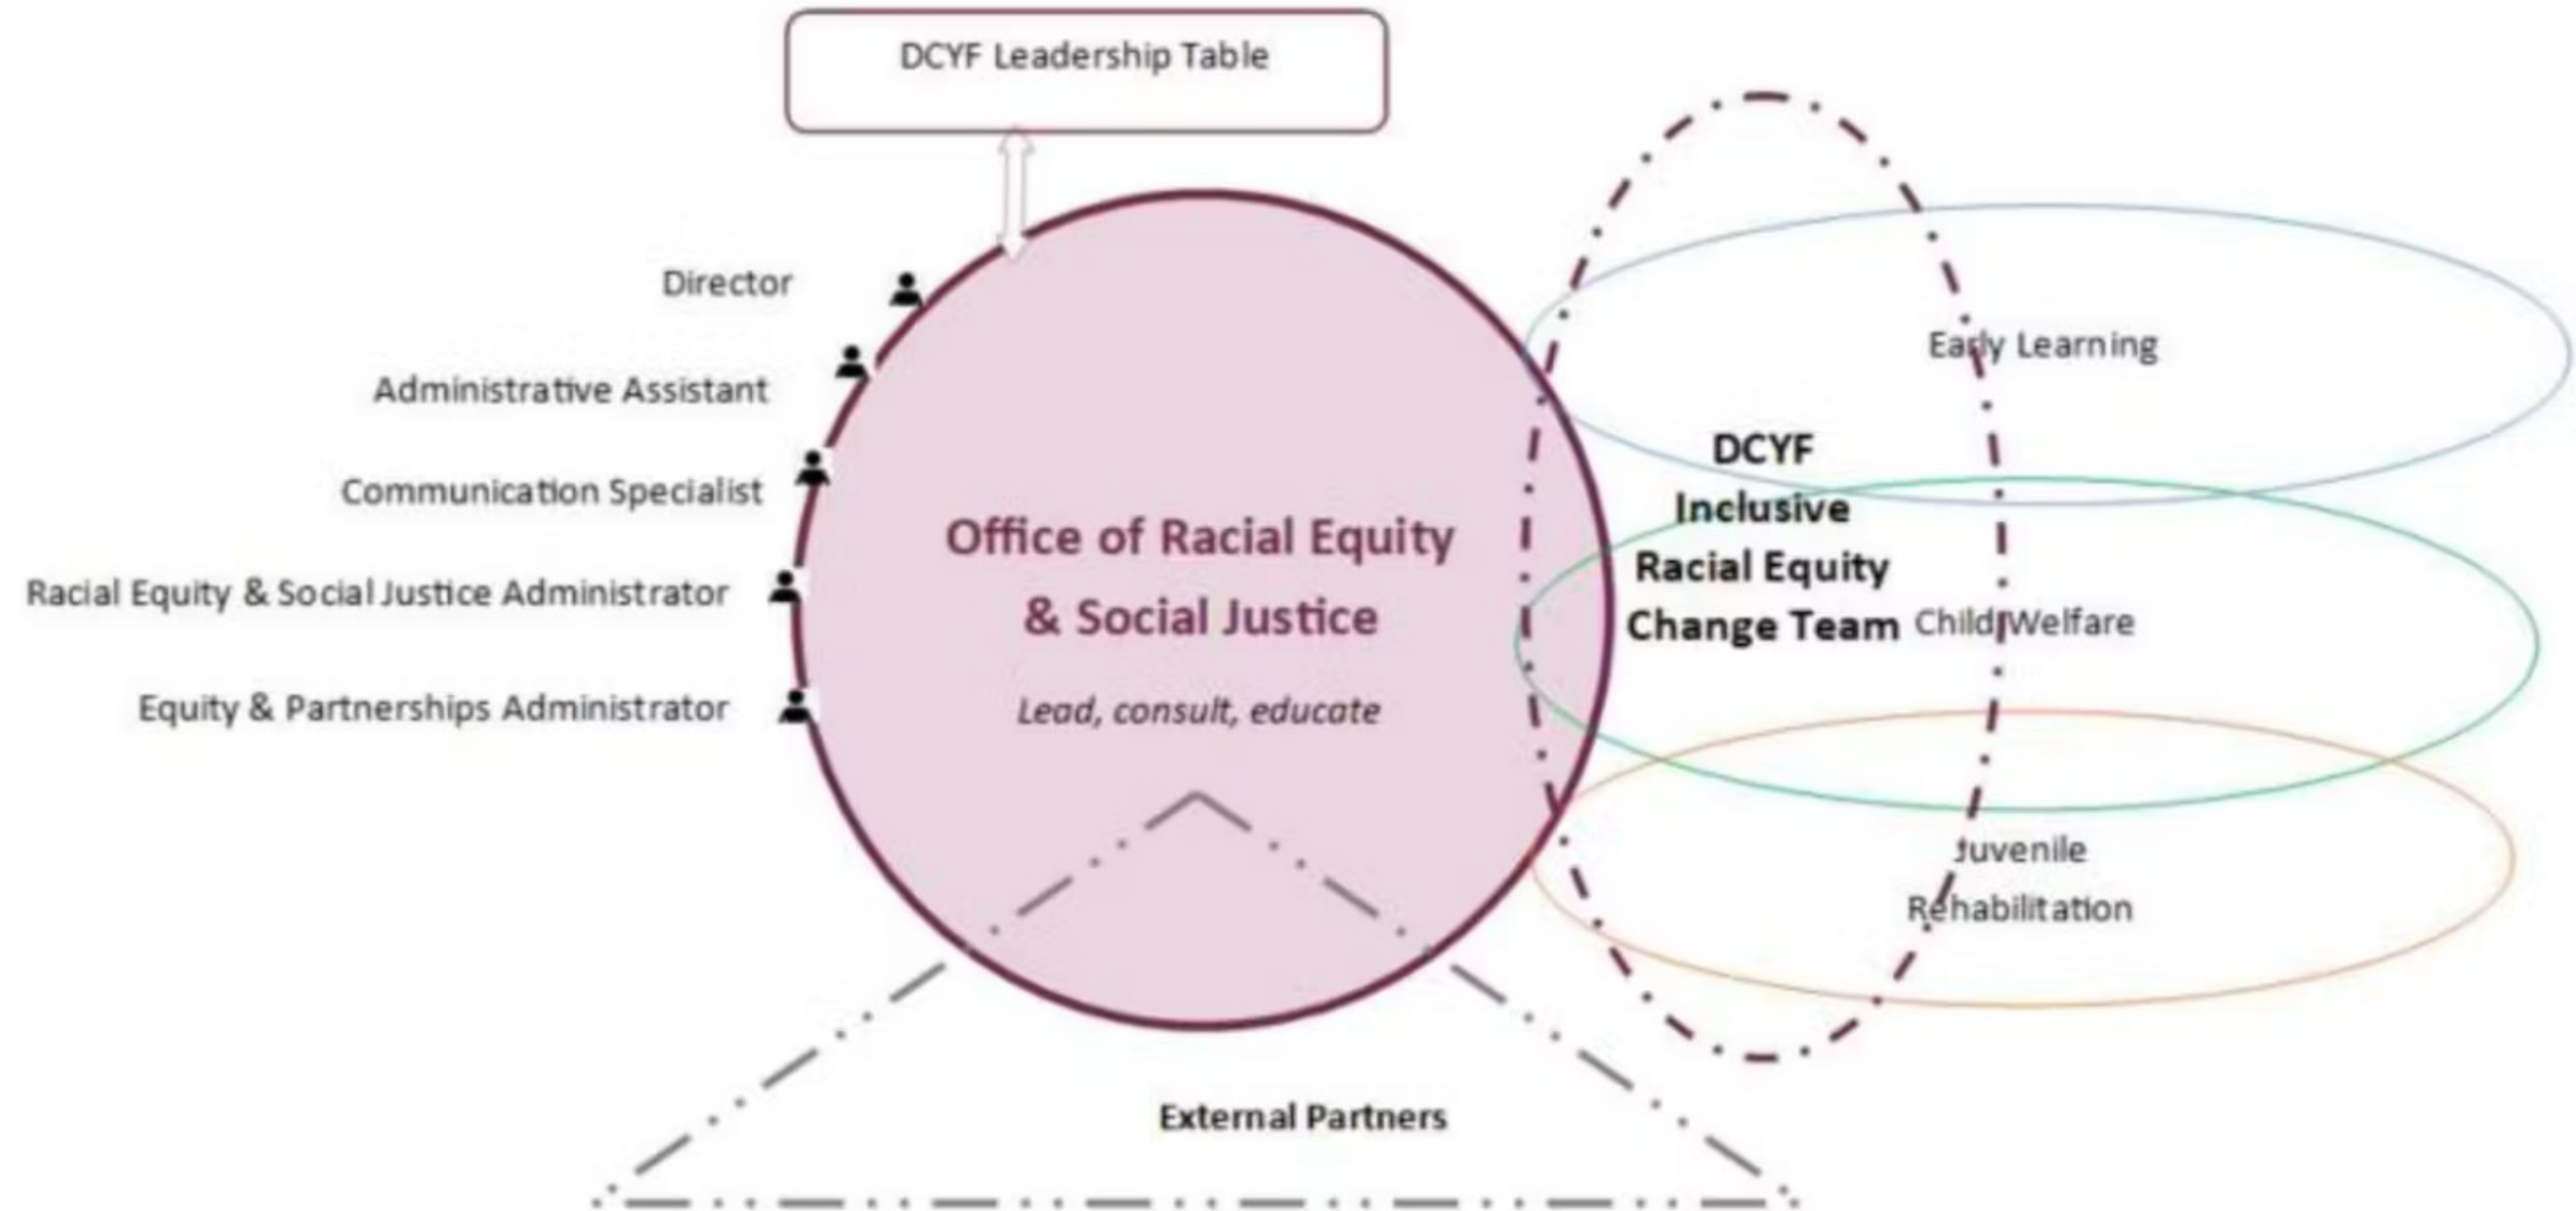 DCYF Leadership Table
Director
Administrative Assistant
Communication Specialist
Racial Equity & Social Justice Administrator
Equity & Partnerships Administrator
Office of Racial Equity
& Social Justice
Lead, consult, educate
DCYF
Inclusive
Racial Equity
Change Team
Early Learning
Child Welfare
Juvenile
Rehabilitation
External Partners